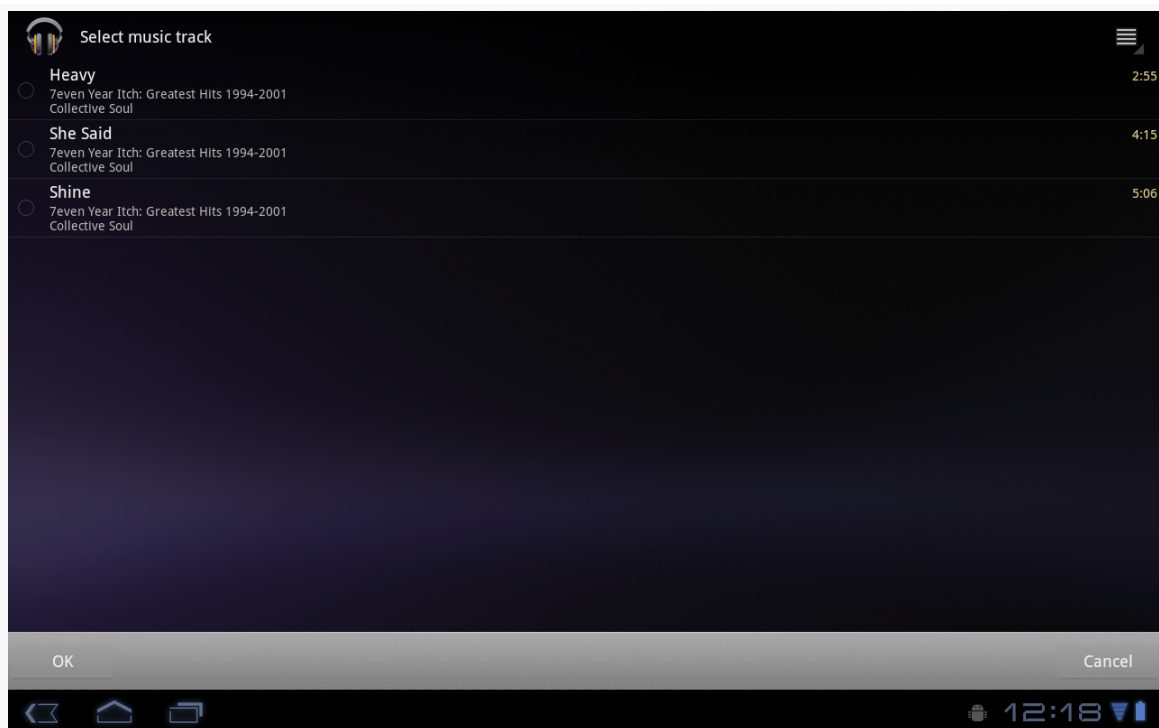 Select music track
Heavy
2:55
7even Year Itch: Greatest Hits 1994-2001
Collective Soul
She Said
4:15
7even Year Itch: Greatest Hits 1994-2001
Collective Soul
Shine
5:06
7even Year Itch: Greatest Hits 1994-2001
Collective Soul
OK
Cancel
12:18